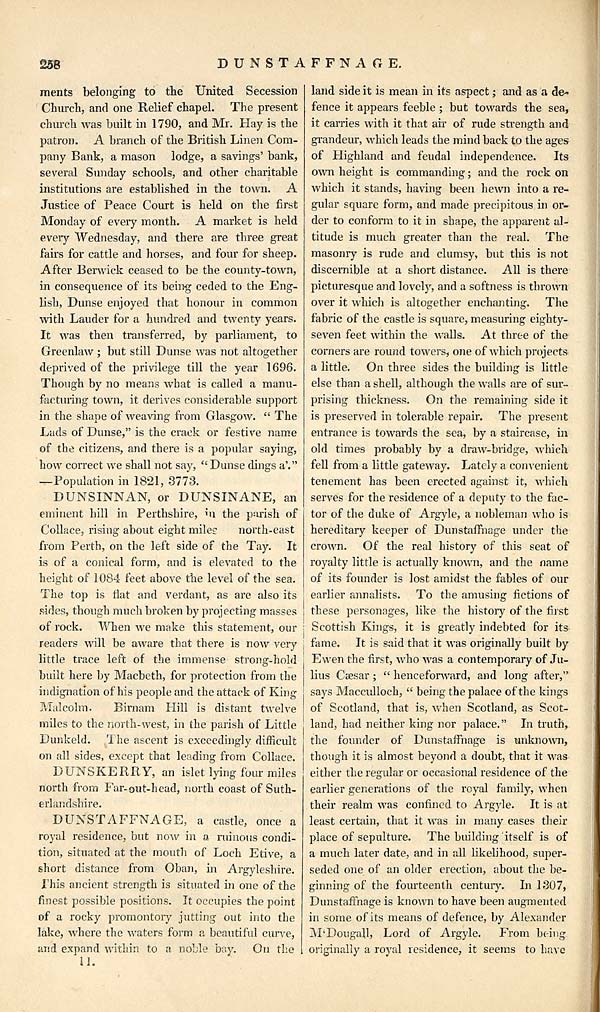 258
DUNSTAFFNAGE.
ments belonging to the United Secession
Church, and one Relief chapel. The present
church was built in 1790, and Mr. Hay is the
patron. A branch of the British Linen Com-
pany Bank, a mason lodge, a savings' bank,
several Sunday schools, and other charitable
institutions are established in the town. A
Justice of Peace Court is held on the first
Monday of every month. A market is held
every Wednesday, and there are three great
fairs for cattle and horses, and four for sheep.
After Berwick ceased to be the county-town,
in consequence of its being ceded to the Eng-
lish, Dunse enjoyed that honour in common
with Lauder for a hundred and twenty years.
It was then transferred, by parliament, to
Greenlaw; but still Dunse was not altogether
deprived of the privilege till the year 1696.
Though by no means what is called a manu-
facturing town, it derives considerable support
in the shape of weaving from Glasgow. “ The
Lads of Dunse,” is the crack or festive name
of the citizens, and there is a popular saying,
how correct we shall not say, “Dunse dings a'.”
—Population in 1821, 3773.
DUNSINNAN, or DUNSINANE, an
eminent hill in Perthshire, in the parish of
Collace, rising about eight miles north-east
from Perth, on the left side of the Tay. It
is of a conical form, and is elevated to the
height of 1084 feet above the level of the sea.
The top is flat and verdant, as are also its
sides, though much broken by projecting masses
of rock. When we make this statement, our
readers will be aware that there is now very
little trace left of the immense strong-hold
built here by Macbeth, for protection from the
indignation of his people and the attack of King
Malcolm. Birnam Hill is distant twelve
miles to the north-west, in the parish of Little
Dunkeld. The ascent is exceedingly difficult
on all sides, except that leading from Collace.
DUNSKERRY, an islet lying four miles
north from Far-out-head, north coast of Suth-
erlandshire.
DUNSTAFFNAGE, a castle, once a
royal residence, but now in a ruinous condi-
tion, situated at the mouth of Loch Etive, a
short distance from Oban, in Argyleshire.
This ancient strength is situated in one of the
finest possible positions. It occupies the point
of a rocky promontory jutting out into the
lake, where the waters form a beautiful curve,
and expand within to a noble bay. On the
11.
land side it is mean in its aspect; and as a de-
fence it appears feeble; but towards the sea,
it carries with it that air of rude strength and
grandeur, which leads the mind back to the ages
of Highland and feudal independence. Its
own height is commanding; and the rock on
which it stands, having been hewn into a re-
gular square form, and made precipitous in or-
der to conform to it in shape, the apparent al-
titude is much greater than the real. The
masonry is rude and clumsy, but this is not
discernible at a short distance. All is there
picturesque and lovely, and a softness is thrown
over it which is altogether enchanting. The
fabric of the castle is square, measuring eighty-
seven feet within the walls. At three of the
corners are round towers, one of which projects
a little. On three sides the building is little
else than a shell, although the walls are of sur-
prising thickness. On the remaining side it
is preserved in tolerable repair. The present
entrance is towards the sea, by a staircase, in
old times probably by a draw-bridge, which
fell from a little gateway. Lately a convenient
tenement has been erected against it, which
serves for the residence of a deputy to the fac-
tor of the duke of Argyle, a nobleman who is
hereditary keeper of Dunstaffnage under the
crown. Of the real history of this seat of
royalty little is actually known, and the name
of its founder is lost amidst the fables of our
earlier annalists. To the amusing fictions of
these personages, like the history of the first
Scottish Kings, it is greatly indebted for its
fame. It is said that it was originally built by
Ewen the first, who was a contemporary of Ju-
lius Cæsar; “ henceforward, and long after,”
says Macculloch, “ being the palace of the kings
of Scotland, that is, when Scotland, as Scot-
land, had neither king nor palace.” In truth,
the founder of Dunstaffnage is unknown,
though it is almost beyond a doubt, that it was
either the regular or occasional residence of the
earlier generations of the royal family, when
their realm was confined to Argyle. It is at
least certain, that it was in many cases their
place of sepulture. The building itself is of
a much later date, and in all likelihood, super-
seded one of an older erection, about the be-
ginning of the fourteenth century. In 1307,
Dunstaffnage is known to have been augmented
in some of its means of defence, by Alexander
M‘Dougall, Lord of Argyle. From being
originally a royal residence, it seems to have